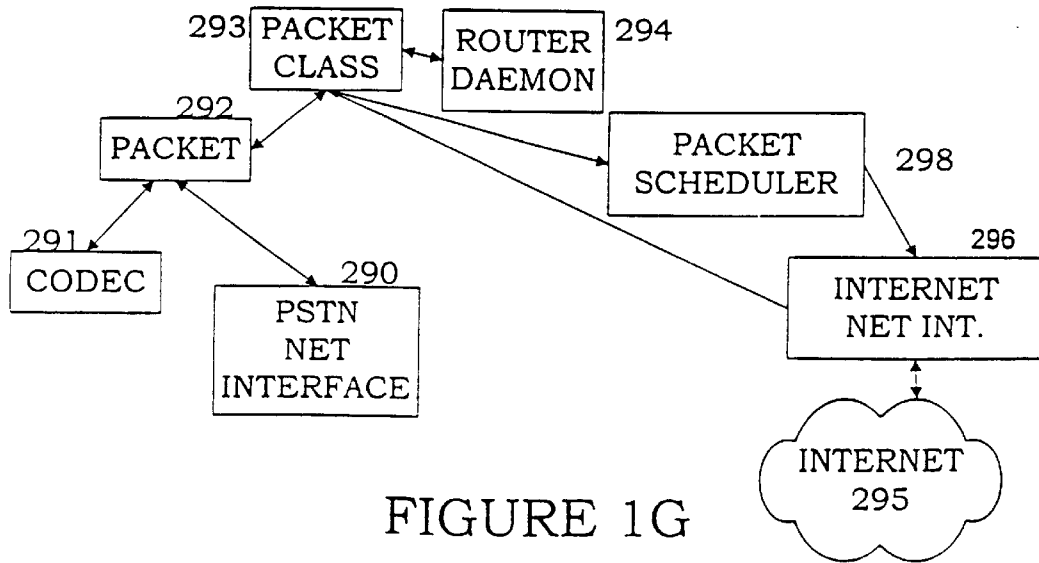 293
PACKET
CLASS
ROUTER
DAEMON
294
292
PACKET
PACKET
SCHEDULER
298
291
CODEC
290
PSTN
NET
INTERFACE
296
INTERNET
NET INT.
INTERNET
295
FIGURE 1G